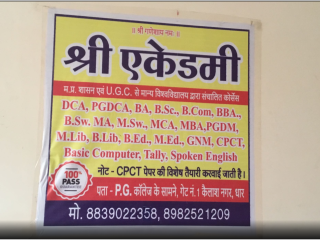 ॥ श्री गणेशाय नमः ॥
श्री एकेडमी
म.प्र. शासन एवं U.G.C. से मान्य विश्वविद्यालय द्वारा संचालित कोर्सेस
DCA, PGDCA, BA, B.Sc., B.Com, BBA.,
B.Sw. MA, M.Sw., MCA, MBA,PGDM,
M.Lib, B.Lib, B.Ed., M.Ed., GNM, CPCT,
Basic Computer, Tally, Spoken English
100%
PASS
नोट - CPCT पेपर की विशेष तैयारी करवाई जाती है।
पता - P.G. कॉलेज के सामने, गेट नं. 1 कैलाश नगर, धार
मो. 8839022358, 8982521209